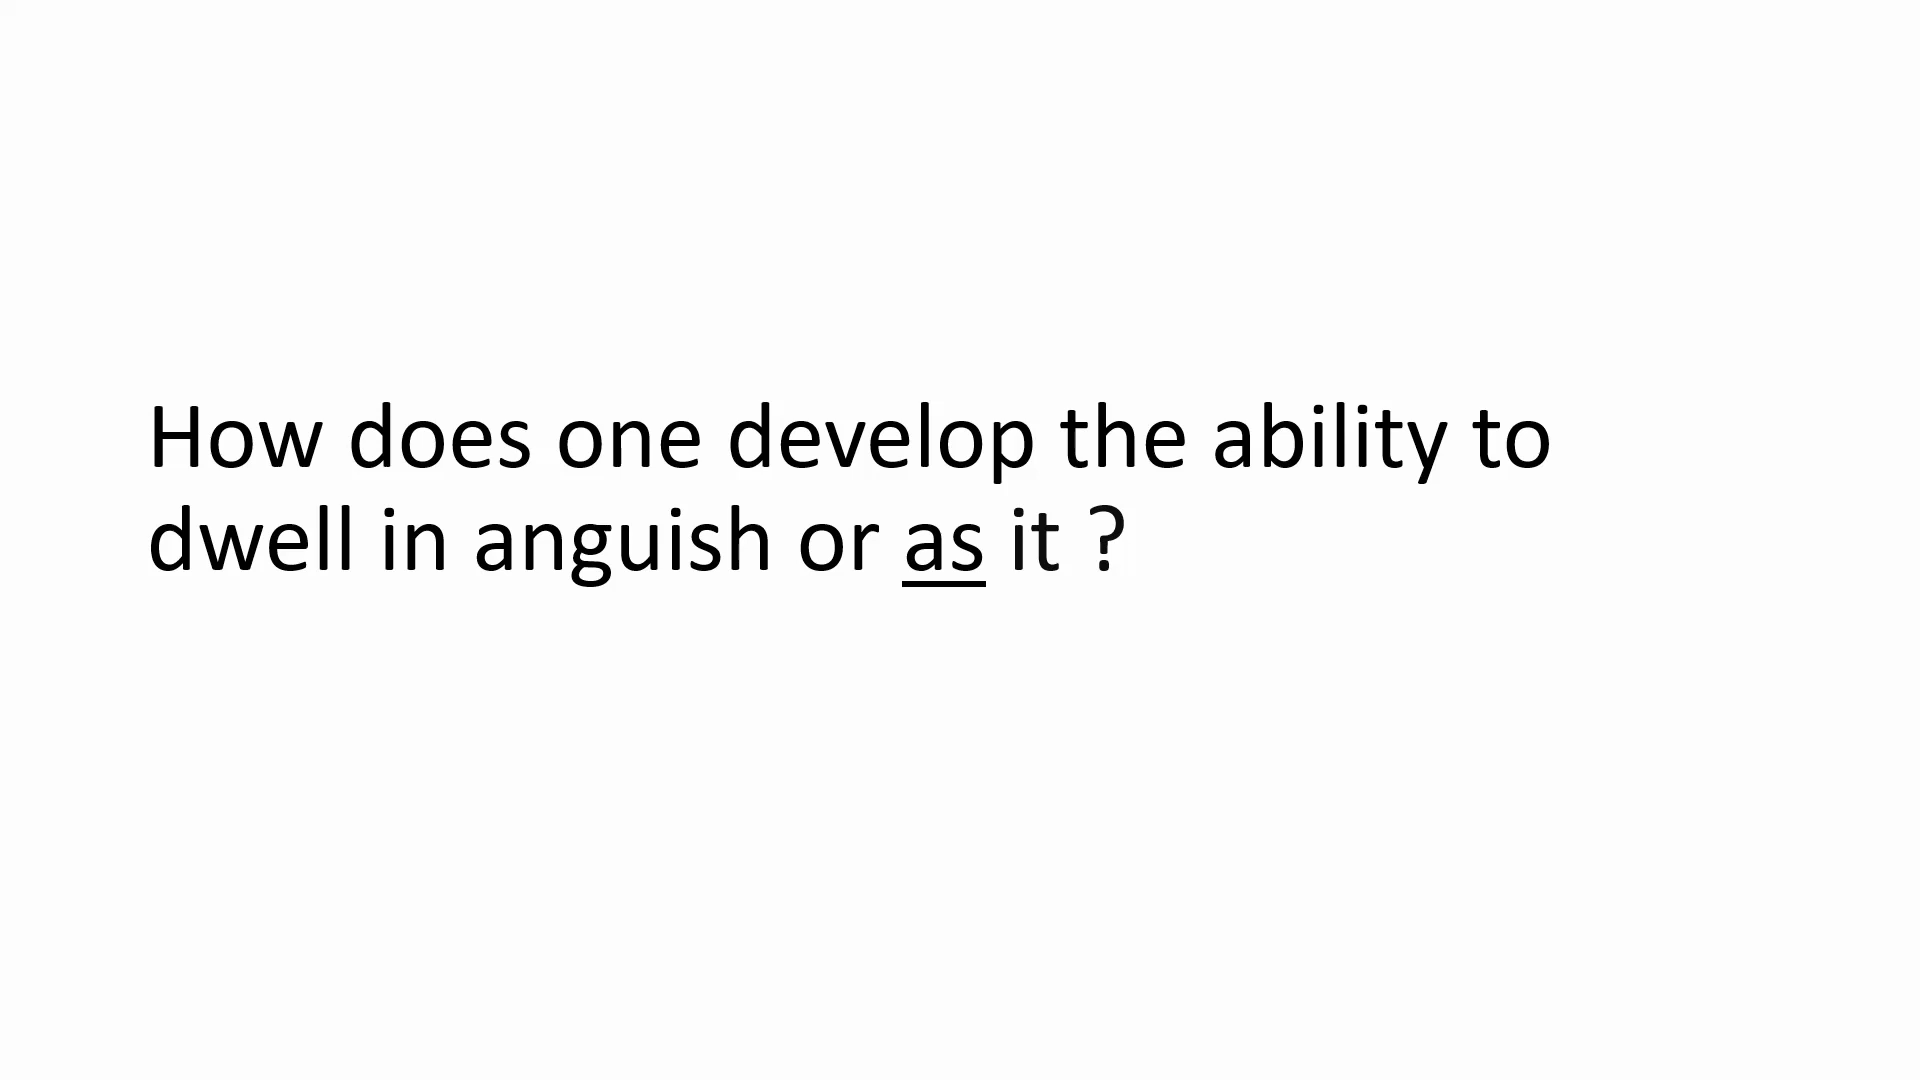 How does one develop the ability to
dwell in anguish or as it ?